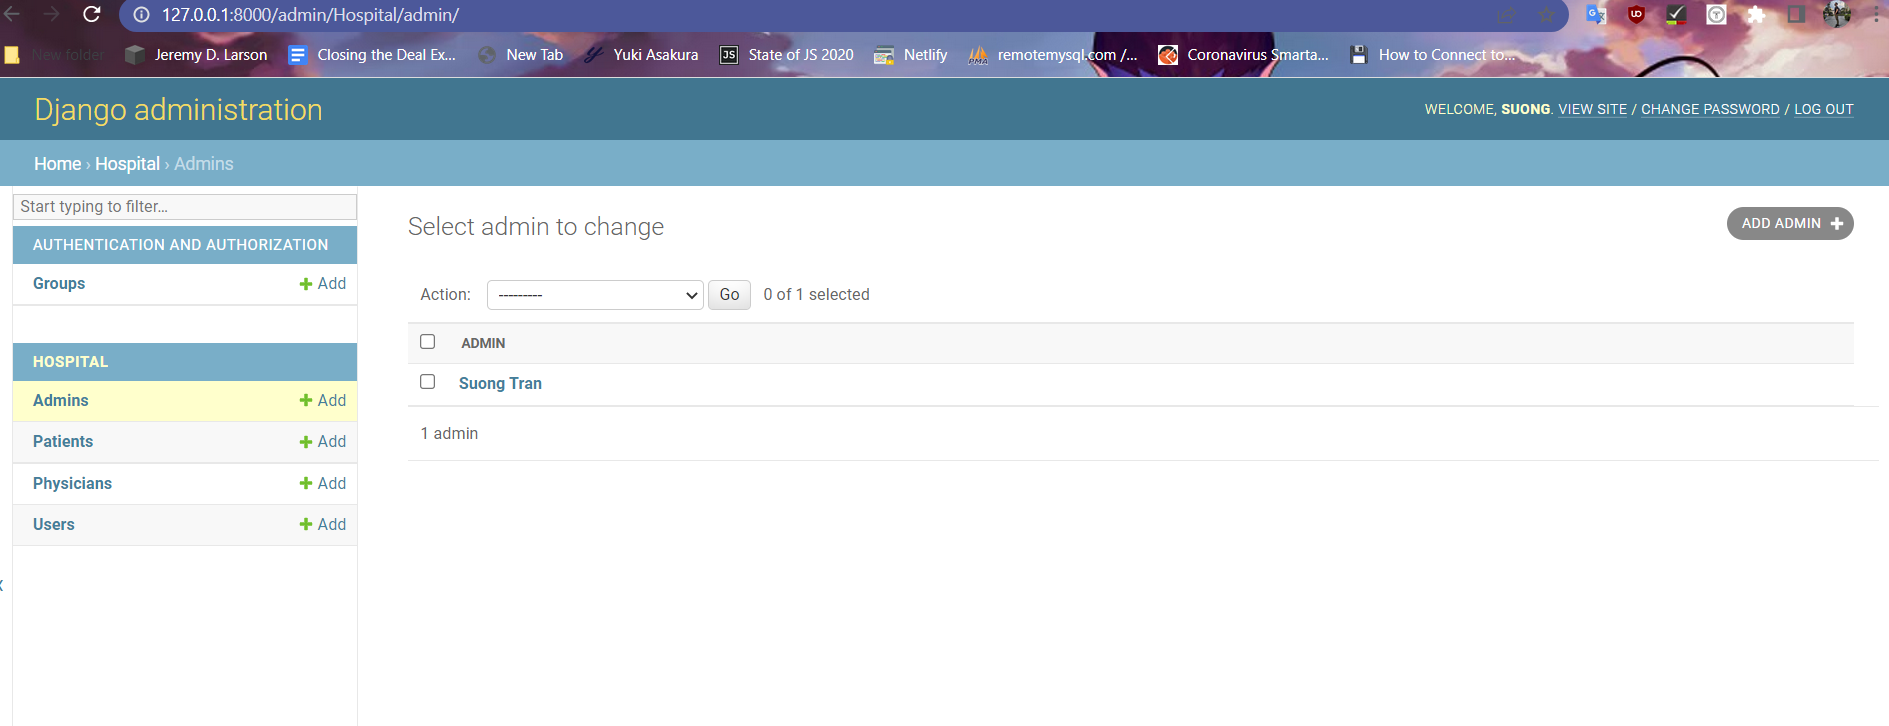 127.0.0.1:8000/admin/Hospital/admin/
New folder Jeremy D. Larson Closing the Deal Ex... New Tab Yuki Asakura JS State of JS 2020 Netlify PMA remotemysql.com /... Coronavirus Smarta... How to Connect to...
Django administration
WELCOME, SUONG. VIEW SITE / CHANGE PASSWORD / LOG OUT
Home › Hospital › Admins
Start typing to filter...
AUTHENTICATION AND AUTHORIZATION
Groups + Add
HOSPITAL
Admins + Add
Patients + Add
Physicians + Add
Users + Add
Select admin to change
ADD ADMIN +
Action: --------- Go 0 of 1 selected
ADMIN
Suong Tran
1 admin